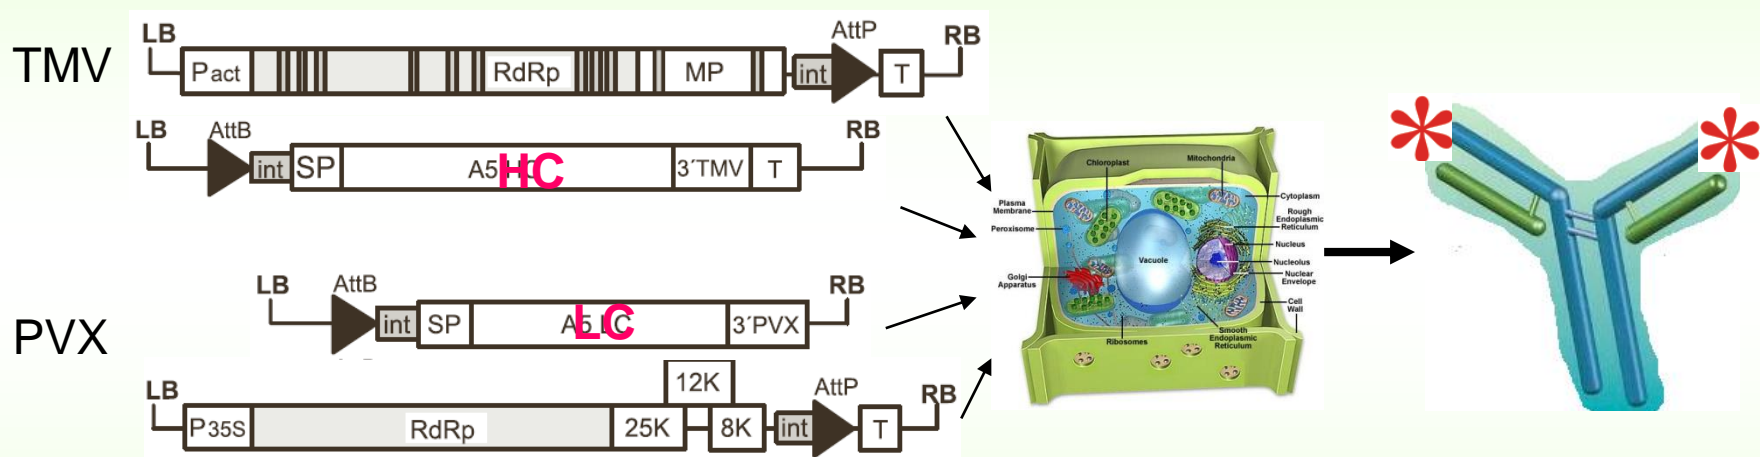 TMV
LB
Pact
RdRp
MP
int
AttP
T
RB
LB
AttB
int
SP
A5 HC
HC
3´TMV
T
RB
PVX
LB
AttB
int
SP
A5 LC
LC
3´PVX
RB
LB
P35S
RdRp
25K
12K
8K
int
AttP
T
RB
Chloroplast
Mitochondria
Plasma
Membrane
Peroxisome
Golgi
Apparatus
Vacuole
Ribosomes
Cytoplasm
Rough
Endoplasmic
Reticulum
Nucleus
Nucleolus
Nuclear
Envelope
Cell
Wall
Smooth
Endoplasmic
Reticulum